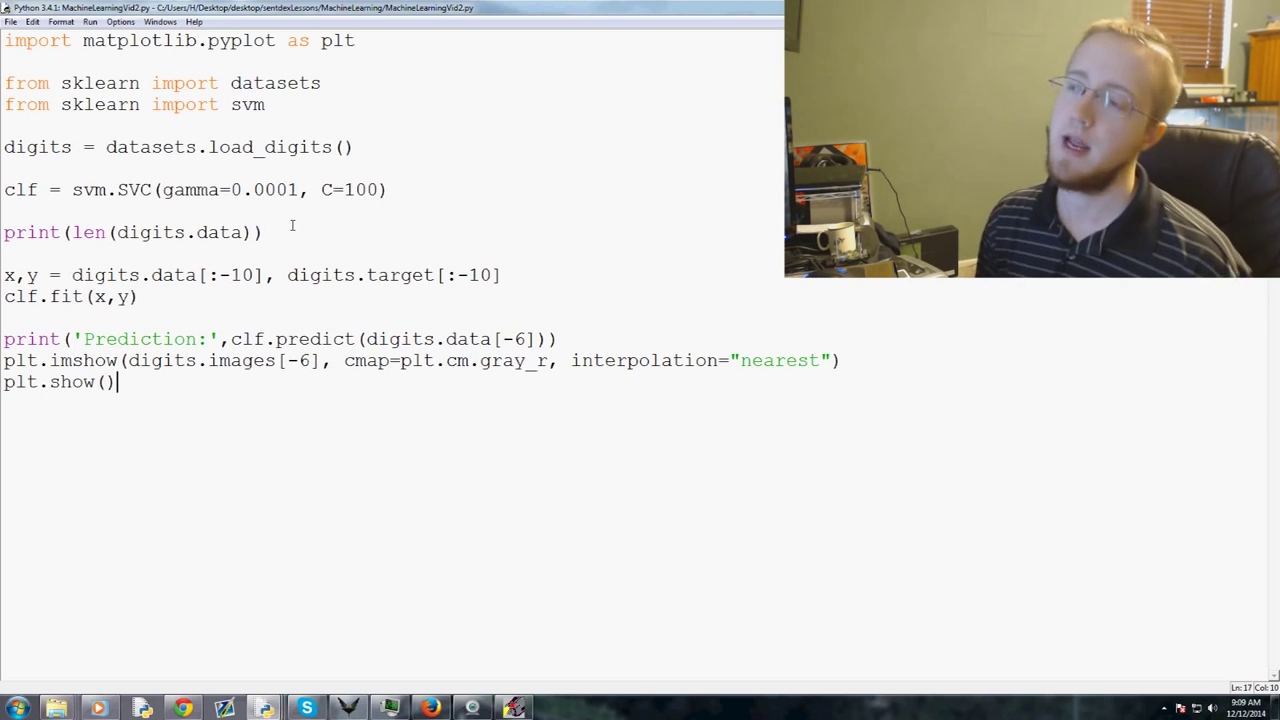 Python 3.4.1: MachineLearningVid2.py - C:/Users/H/Desktop/desktop/sentdexLessons/MachineLearning/MachineLearningVid2.py
File Edit Format Run Options Windows Help
import matplotlib.pyplot as plt
from sklearn import datasets
from sklearn import svm
digits = datasets.load_digits()
clf = svm.SVC(gamma=0.0001, C=100)
print(len(digits.data))
x,y = digits.data[:-10], digits.target[:-10]
clf.fit(x,y)
print('Prediction:',clf.predict(digits.data[-6]))
plt.imshow(digits.images[-6], cmap=plt.cm.gray_r, interpolation="nearest")
plt.show()
Ln: 17 Col: 10
9:09 AM
12/12/2014